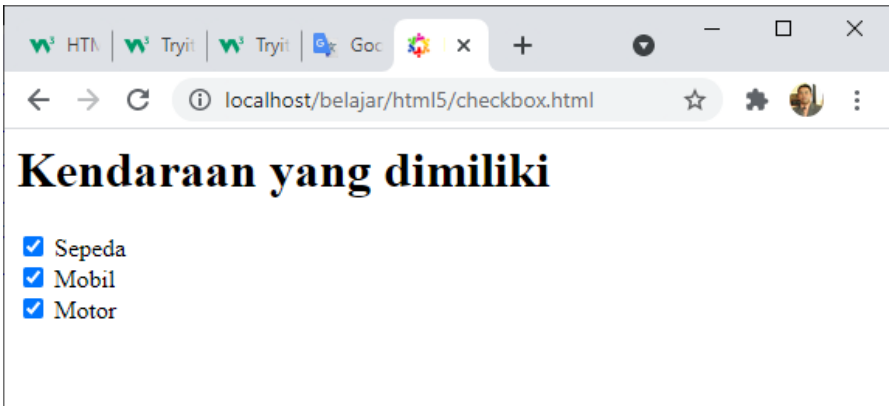 HTM Tryit Tryit Goo
localhost/belajar/html5/checkbox.html
Kendaraan yang dimiliki
Sepeda
Mobil
Motor